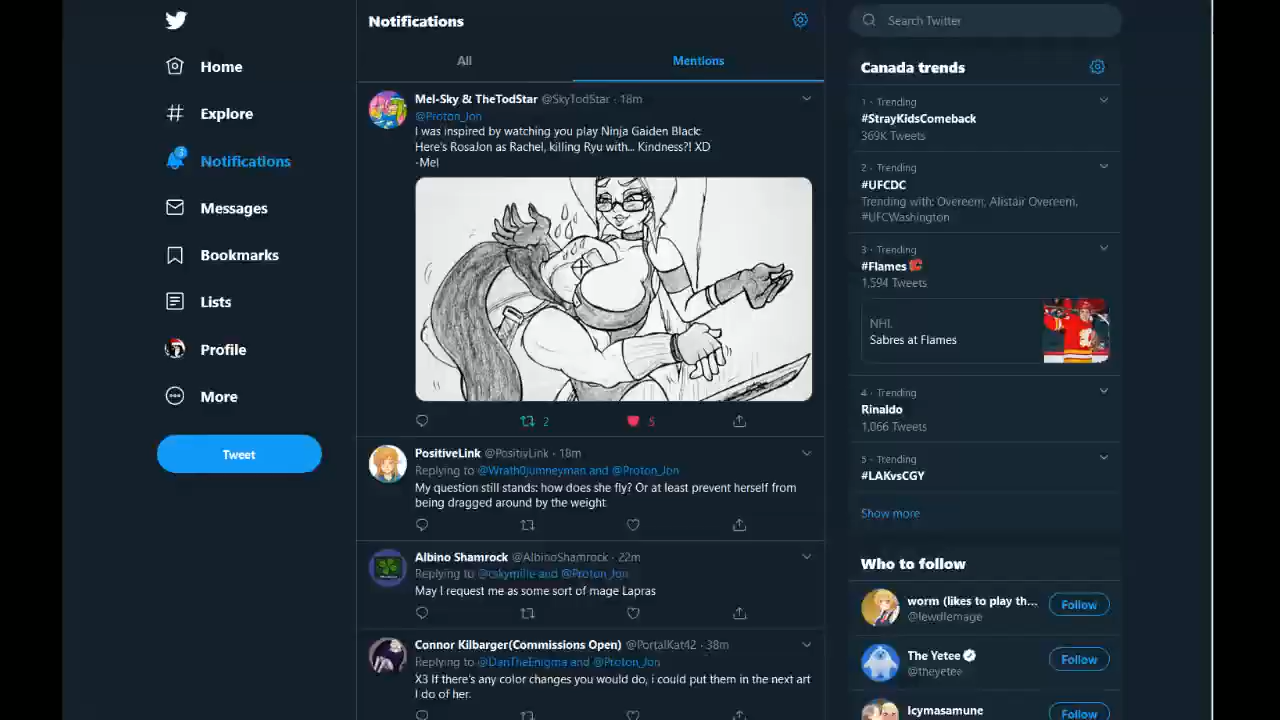 Home
Explore
3
Notifications
Messages
Bookmarks
Lists
Profile
More
Tweet
Notifications
All
Mentions
Mel-Sky & TheTodStar @SkyTodStar · 18m
@Proton_Jon
I was inspired by watching you play Ninja Gaiden Black
Here's RosaJon as Rachel, killing Ryu with... Kindness?! XD
-Mel
2
5
PositiveLink @PositivLink · 18m
Replying to @Wrath0journeyman and @Proton_Jon
My question still stands: how does she fly? Or at least prevent herself from
being dragged around by the weight
Albino Shamrock @AlbinoShamrock · 22m
Replying to @cskymilie and @Proton_Jon
May I request me as some sort of mage Lapras
Connor Kilbarger(Commissions Open) @PortalKat42 · 38m
Replying to @DanTheEnigma and @Proton_Jon
X3 If there's any color changes you would do, i could put them in the next art
I do of her.
Search Twitter
Canada trends
1 · Trending
#StrayKidsComeback
369K Tweets
2 · Trending
#UFCDC
Trending with: Overeem, Alistair Overeem,
#UFCWashington
3 · Trending
#Flames
1,594 Tweets
NHL
Sabres at Flames
4 · Trending
Rinaldo
1,066 Tweets
5 · Trending
#LAKvsCGY
Show more
Who to follow
worm (likes to play th...
@lewdlemage
Follow
The Yetee
@theyetee
Follow
Icymasamune
Follow